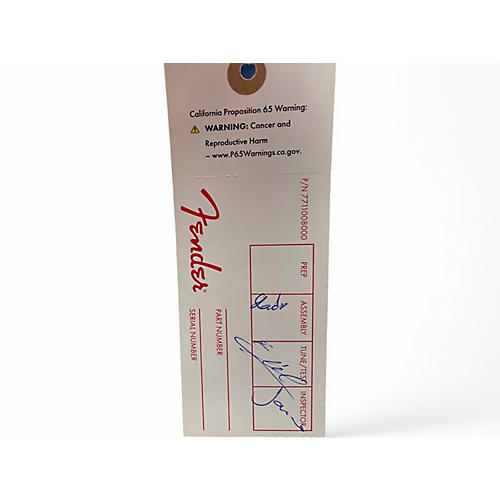 California Proposition 65 Warning:
⚠ WARNING: Cancer and
Reproductive Harm
– www.P65Warnings.ca.gov.
P/N 7711008000
PREP ASSEMBLY TUNE/TEST INSPECTOR
Fender
PART NUMBER
SERIAL NUMBER